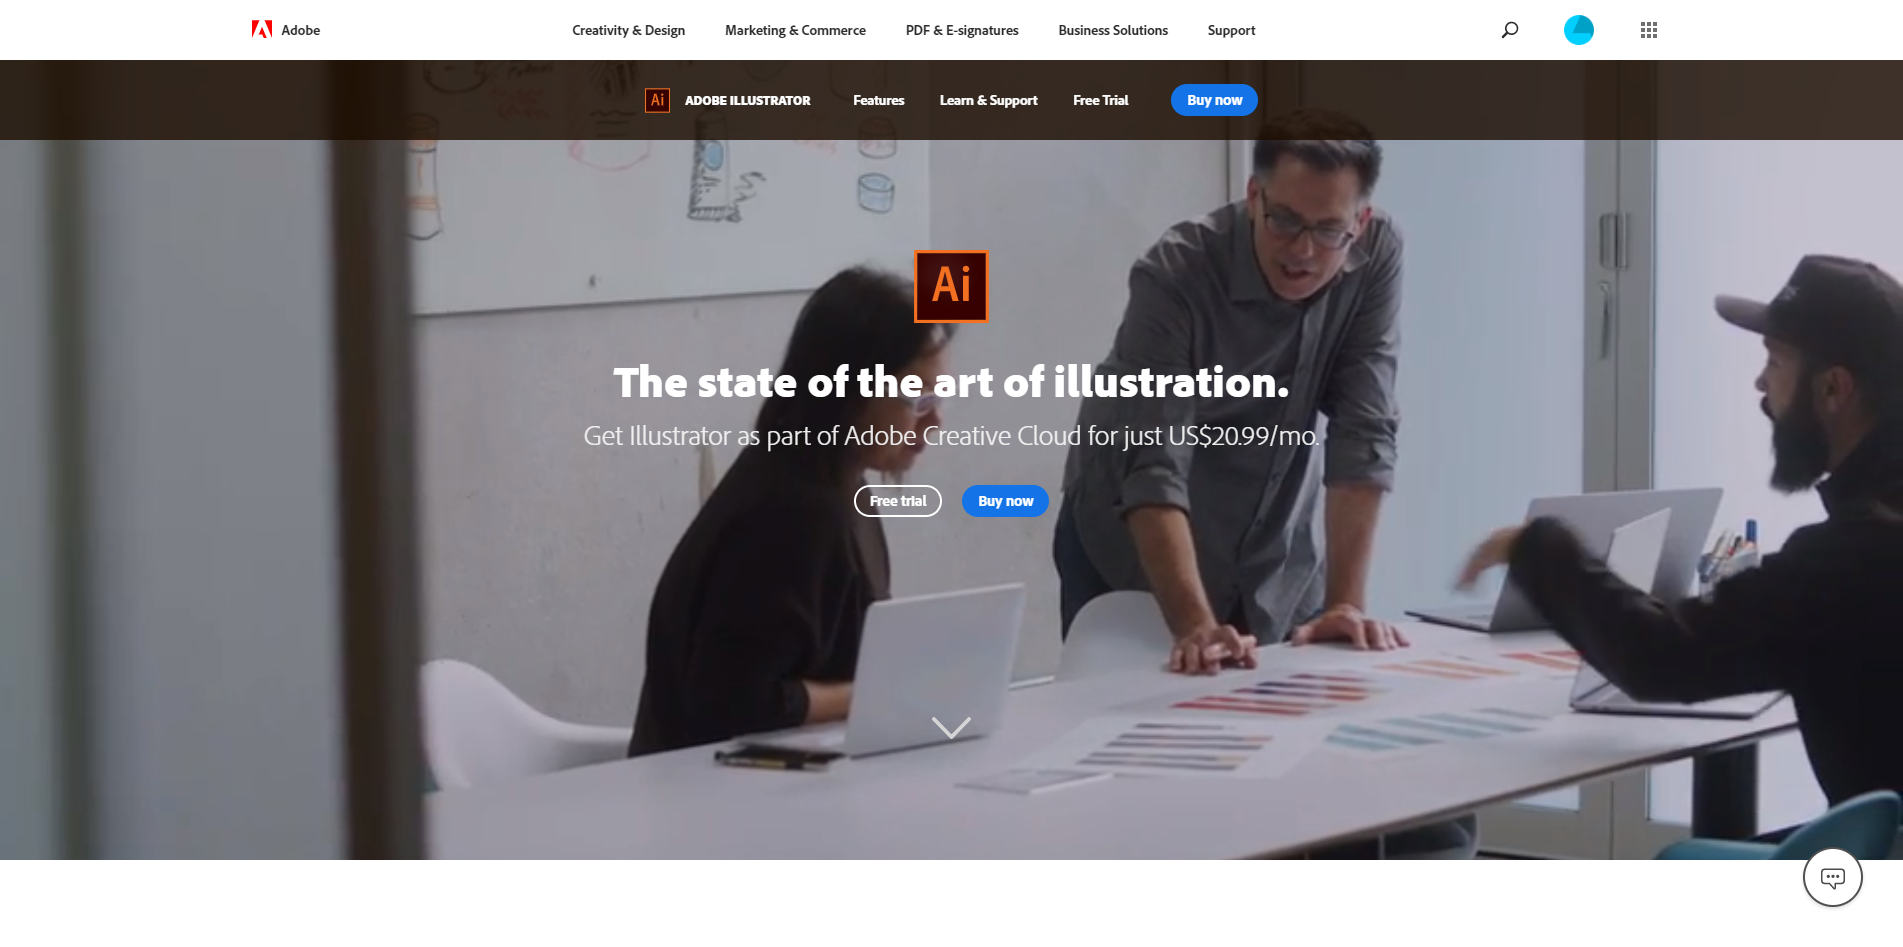 Adobe
Creativity & Design
Marketing & Commerce
PDF & E-signatures
Business Solutions
Support
Ai
ADOBE ILLUSTRATOR
Features
Learn & Support
Free Trial
Buy now
Ai
The state of the art of illustration.
Get Illustrator as part of Adobe Creative Cloud for just US$20.99/mo.
Free trial
Buy now